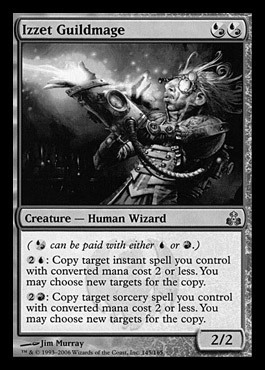 Izzet Guildmage
Creature — Human Wizard
( can be paid with either or .)
2 : Copy target instant spell you control
with converted mana cost 2 or less. You
may choose new targets for the copy.
2 : Copy target sorcery spell you control
with converted mana cost 2 or less. You
may choose new targets for the copy.
Jim Murray
2/2
™ & © 1993-2006 Wizards of the Coast, Inc. 145/165